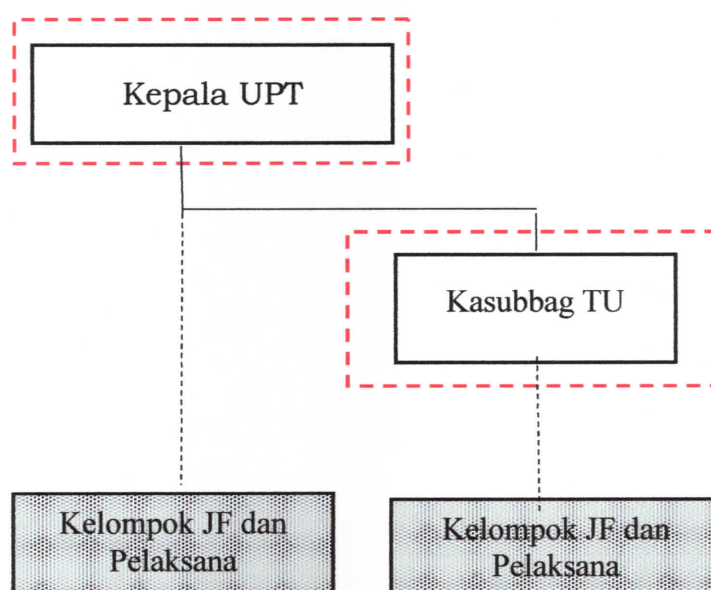 Kepala UPT
Kasubbag TU
Kelompok JF dan
Pelaksana
Kelompok JF dan
Pelaksana